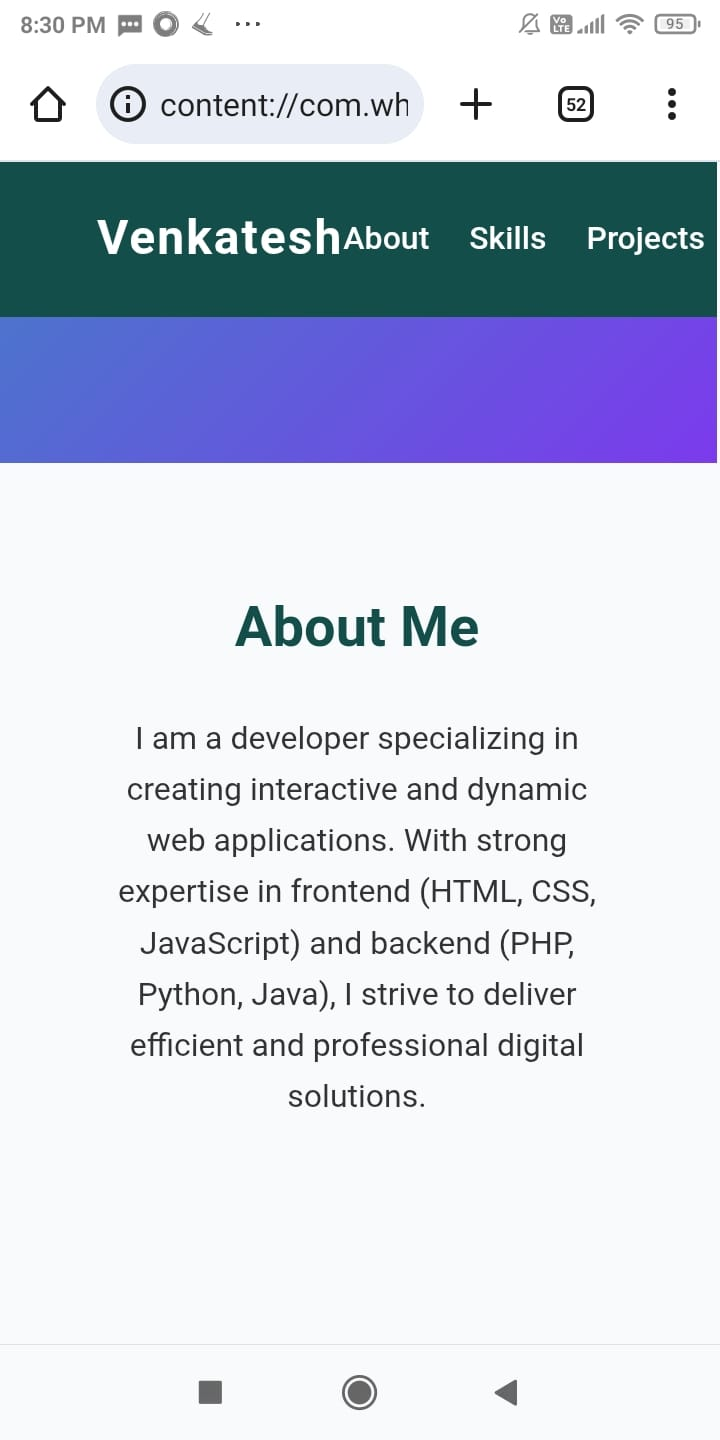 8:30 PM
Vo LTE
95
content://com.wh
52
Venkatesh About Skills Projects
About Me
I am a developer specializing in
creating interactive and dynamic
web applications. With strong
expertise in frontend (HTML, CSS,
JavaScript) and backend (PHP,
Python, Java), I strive to deliver
efficient and professional digital
solutions.